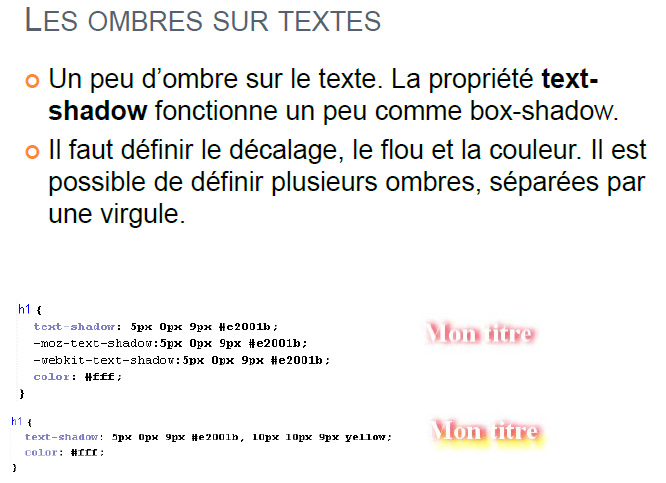 LES OMBRES SUR TEXTES
Un peu d'ombre sur le texte. La propriété text-
shadow fonctionne un peu comme box-shadow.
Il faut définir le décalage, le flou et la couleur. Il est
possible de définir plusieurs ombres, séparées par
une virgule.
h1 {
text-shadow: 5px 0px 9px #e2001b;
-moz-text-shadow:5px 0px 9px #e2001b;
-webkit-text-shadow:5px 0px 9px #e2001b;
color: #fff;
}
Mon titre
h1 {
text-shadow: 5px 0px 9px #e2001b, 10px 10px 9px yellow;
color: #fff;
}
Mon titre